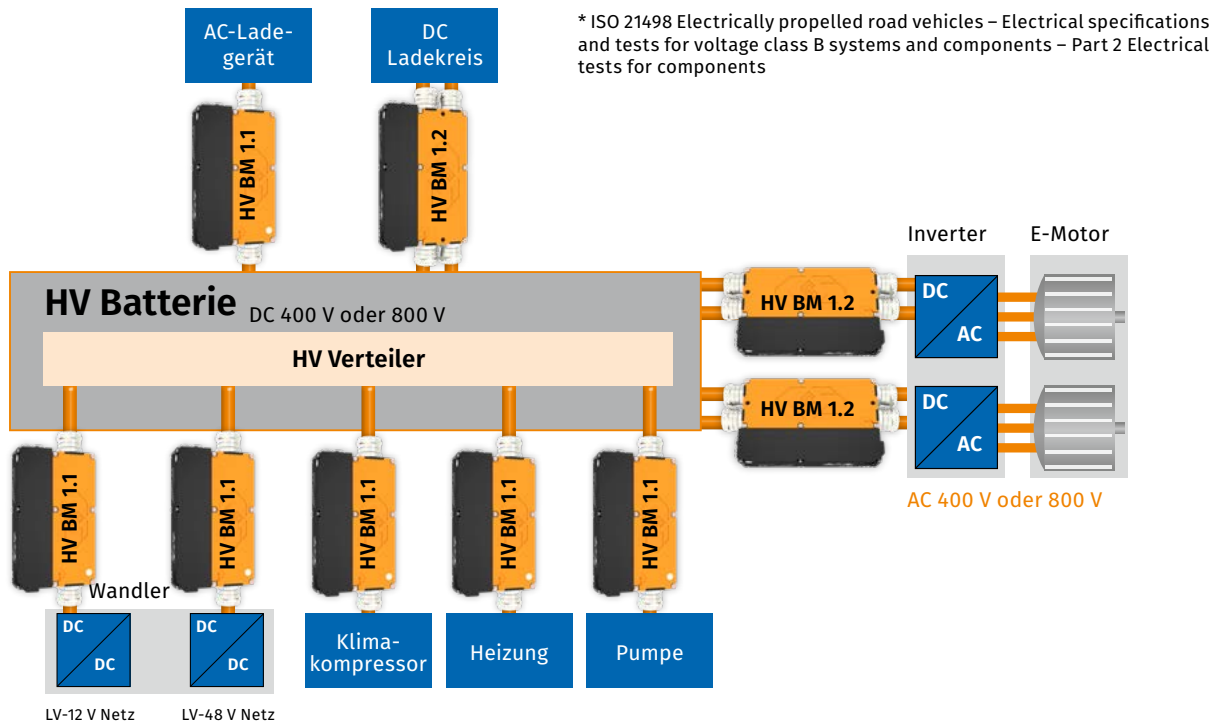 AC-Lade-
gerät
DC
Ladekreis
* ISO 21498 Electrically propelled road vehicles – Electrical specifications
and tests for voltage class B systems and components – Part 2 Electrical
tests for components
HV BM 1.1
HV BM 1.2
Inverter
E-Motor
HV Batterie DC 400 V oder 800 V
HV Verteiler
HV BM 1.2
DC
AC
HV BM 1.2
DC
AC
AC 400 V oder 800 V
HV BM 1.1
HV BM 1.1
HV BM 1.1
HV BM 1.1
HV BM 1.1
Wandler
DC
DC
DC
DC
Klima-
kompressor
Heizung
Pumpe
LV-12 V Netz
LV-48 V Netz